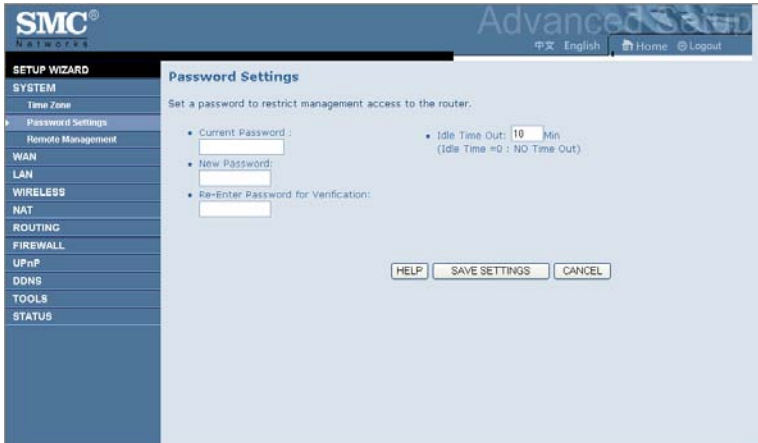 SMC®
Networks
Advanced Setup
中文 English Home Logout
SETUP WIZARD
SYSTEM
Time Zone
Password Settings
Remote Management
WAN
LAN
WIRELESS
NAT
ROUTING
FIREWALL
UPnP
DDNS
TOOLS
STATUS
Password Settings
Set a password to restrict management access to the router.
• Current Password :
• New Password:
• Re-Enter Password for Verification:
• Idle Time Out: 10 Min
(Idle Time =0 : NO Time Out)
HELP SAVE SETTINGS CANCEL